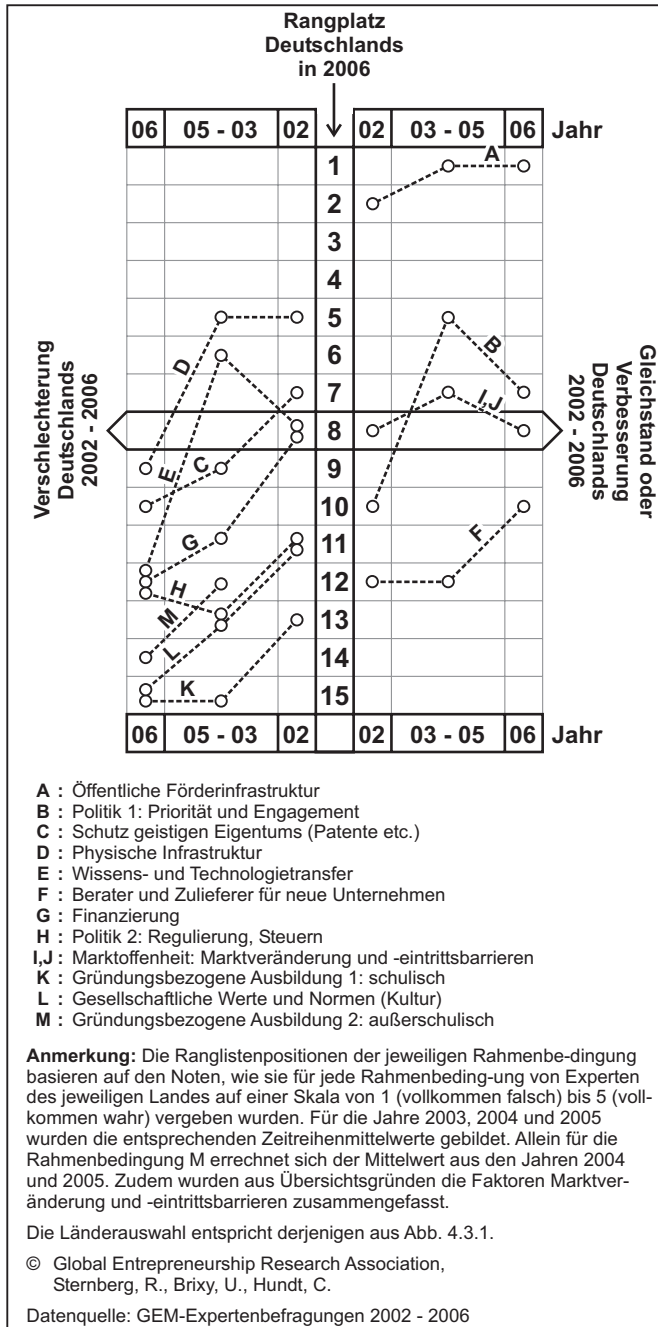 Rangplatz
Deutschlands
in 2006
06 05 - 03 02 02 03 - 05 06 Jahr
1
2
3
4
5
6
7
8
9
10
11
12
13
14
15
A
B
I,J
F
D
E
C
G
H
M
L
K
Verschlechterung
Deutschlands
2002 - 2006
Gleichstand oder
Verbesserung
Deutschlands
2002 - 2006
06 05 - 03 02 02 03 - 05 06 Jahr
A : Öffentliche Förderinfrastruktur
B : Politik 1: Priorität und Engagement
C : Schutz geistigen Eigentums (Patente etc.)
D : Physische Infrastruktur
E : Wissens- und Technologietransfer
F : Berater und Zulieferer für neue Unternehmen
G : Finanzierung
H : Politik 2: Regulierung, Steuern
I,J : Marktoffenheit: Marktveränderung und -eintrittsbarrieren
K : Gründungsbezogene Ausbildung 1: schulisch
L : Gesellschaftliche Werte und Normen (Kultur)
M : Gründungsbezogene Ausbildung 2: außerschulisch
Anmerkung: Die Ranglistenpositionen der jeweiligen Rahmenbe-dingung
basieren auf den Noten, wie sie für jede Rahmenbeding-ung von Experten
des jeweiligen Landes auf einer Skala von 1 (vollkommen falsch) bis 5 (voll-
kommen wahr) vergeben wurden. Für die Jahre 2003, 2004 und 2005
wurden die entsprechenden Zeitreihenmittelwerte gebildet. Allein für die
Rahmenbedingung M errechnet sich der Mittelwert aus den Jahren 2004
und 2005. Zudem wurden aus Übersichtsgründen die Faktoren Marktver-
änderung und -eintrittsbarrieren zusammengefasst.
Die Länderauswahl entspricht derjenigen aus Abb. 4.3.1.
© Global Entrepreneurship Research Association,
Sternberg, R., Brixy, U., Hundt, C.
Datenquelle: GEM-Expertenbefragungen 2002 - 2006